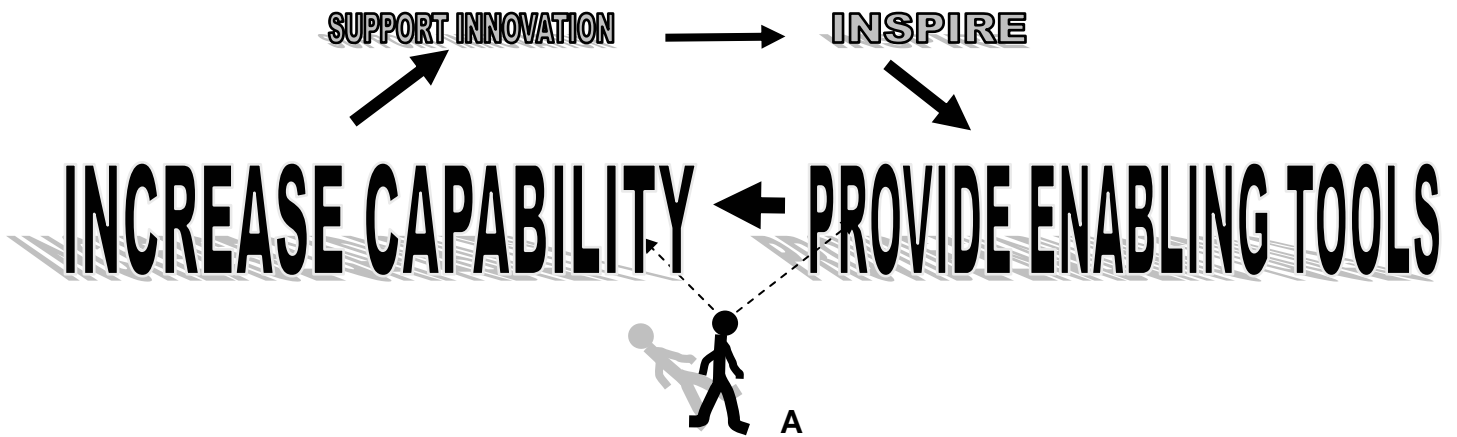 SUPPORT INNOVATION
INSPIRE
INCREASE CAPABILITY
PROVIDE ENABLING TOOLS
A